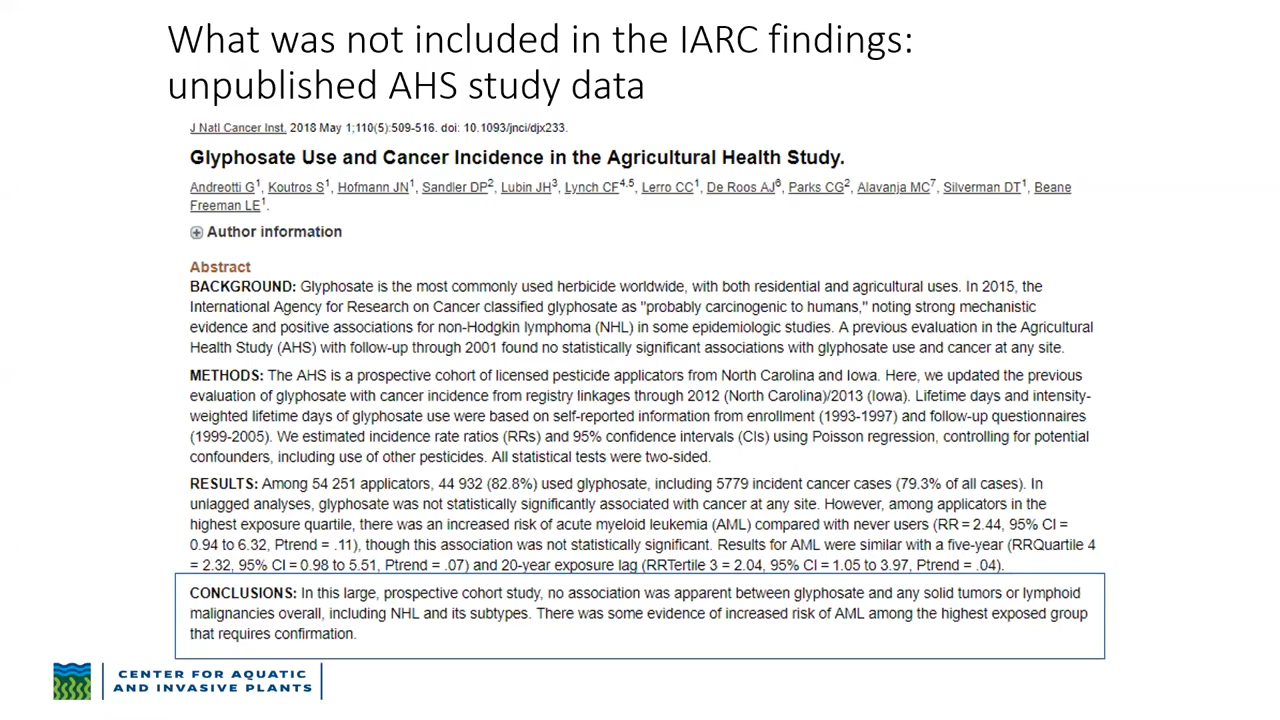 What was not included in the IARC findings:
unpublished AHS study data
J Natl Cancer Inst. 2018 May 1;110(5):509-516. doi: 10.1093/jnci/djx233.
Glyphosate Use and Cancer Incidence in the Agricultural Health Study.
Andreotti G1, Koutros S1, Hofmann JN1, Sandler DP2, Lubin JH3, Lynch CF4,5, Lerro CC1, De Roos AJ6, Parks CG2, Alavanja MC7, Silverman DT1, Beane
Freeman LE1.
Author information
Abstract
BACKGROUND: Glyphosate is the most commonly used herbicide worldwide, with both residential and agricultural uses. In 2015, the
International Agency for Research on Cancer classified glyphosate as "probably carcinogenic to humans," noting strong mechanistic
evidence and positive associations for non-Hodgkin lymphoma (NHL) in some epidemiologic studies. A previous evaluation in the Agricultural
Health Study (AHS) with follow-up through 2001 found no statistically significant associations with glyphosate use and cancer at any site.
METHODS: The AHS is a prospective cohort of licensed pesticide applicators from North Carolina and Iowa. Here, we updated the previous
evaluation of glyphosate with cancer incidence from registry linkages through 2012 (North Carolina)/2013 (Iowa). Lifetime days and intensity-
weighted lifetime days of glyphosate use were based on self-reported information from enrollment (1993-1997) and follow-up questionnaires
(1999-2005). We estimated incidence rate ratios (RRs) and 95% confidence intervals (CIs) using Poisson regression, controlling for potential
confounders, including use of other pesticides. All statistical tests were two-sided.
RESULTS: Among 54 251 applicators, 44 932 (82.8%) used glyphosate, including 5779 incident cancer cases (79.3% of all cases). In
unlagged analyses, glyphosate was not statistically significantly associated with cancer at any site. However, among applicators in the
highest exposure quartile, there was an increased risk of acute myeloid leukemia (AML) compared with never users (RR = 2.44, 95% CI =
0.94 to 6.32, Ptrend = .11), though this association was not statistically significant. Results for AML were similar with a five-year (RRQuartile 4
= 2.32, 95% CI = 0.98 to 5.51, Ptrend = .07) and 20-year exposure lag (RRTertile 3 = 2.04, 95% CI = 1.05 to 3.97, Ptrend = .04).
CONCLUSIONS: In this large, prospective cohort study, no association was apparent between glyphosate and any solid tumors or lymphoid
malignancies overall, including NHL and its subtypes. There was some evidence of increased risk of AML among the highest exposed group
that requires confirmation.
CENTER FOR AQUATIC
AND INVASIVE PLANTS